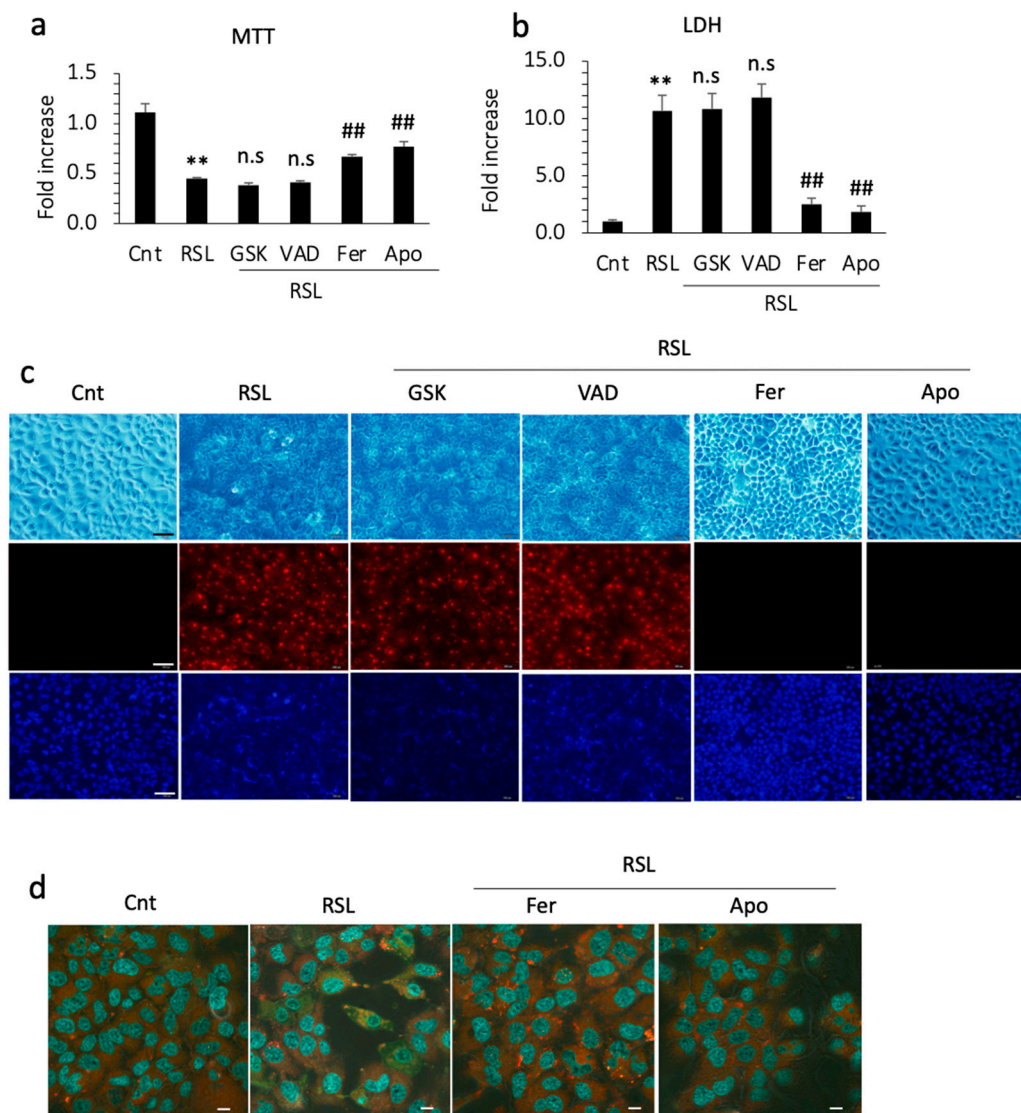 a
MTT
Fold increase
1.5
1.0
0.5
0.0
**
n.s
n.s
##
##
Cnt RSL GSK VAD Fer Apo
RSL
b
LDH
Fold increase
15.0
10.0
5.0
0.0
**
n.s
n.s
##
##
Cnt RSL GSK VAD Fer Apo
RSL
c
RSL
Cnt RSL GSK VAD Fer Apo
d
RSL
Cnt RSL Fer Apo